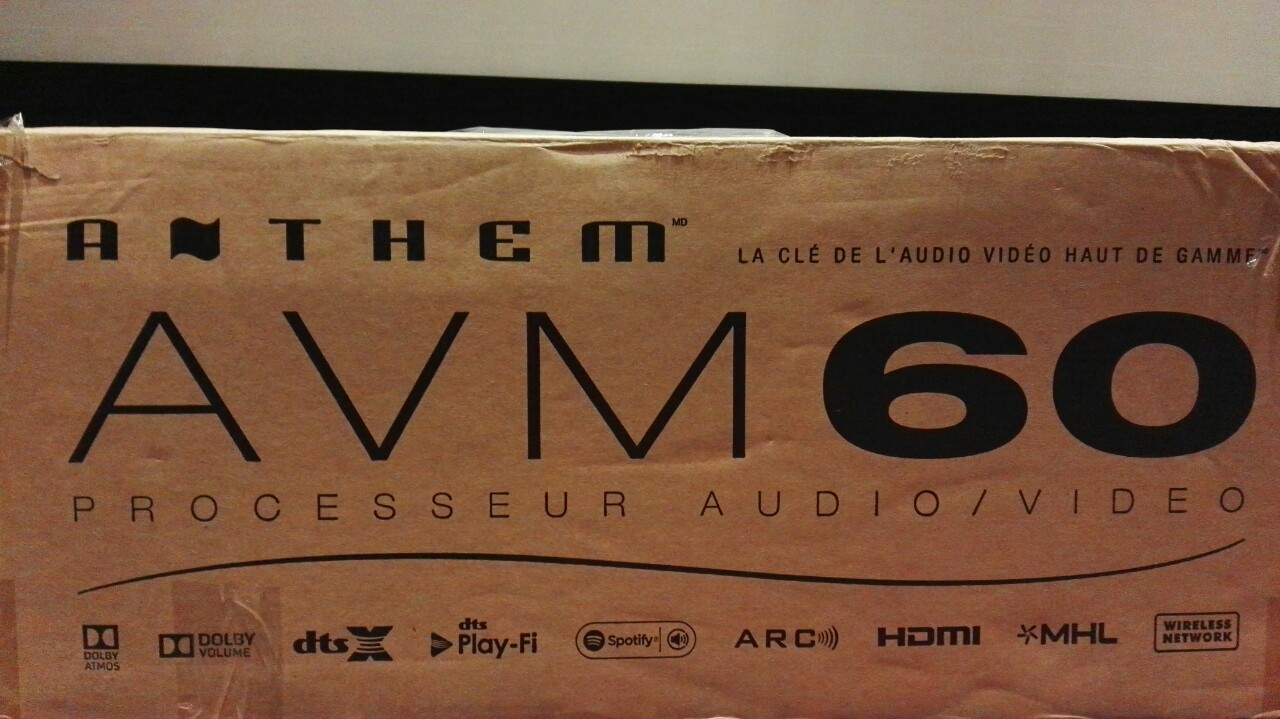 ANTHEM MD
LA CLÉ DE L'AUDIO VIDÉO HAUT DE GAMME
AVM 60
PROCESSEUR AUDIO/VIDEO
DOLBY ATMOS
DOLBY VOLUME
dts X
dts Play-Fi
Spotify
ARC
HDMI
MHL
WIRELESS NETWORK